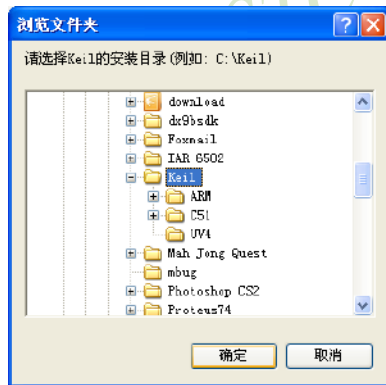 浏览文件夹
请选择Keil的安装目录(例如: C:\Keil)
download
dx9bsdk
Foxmail
IAR 6502
Keil
ARM
C51
UV4
Mah Jong Quest
mbug
Photoshop CS2
Proteus74
确定
取消